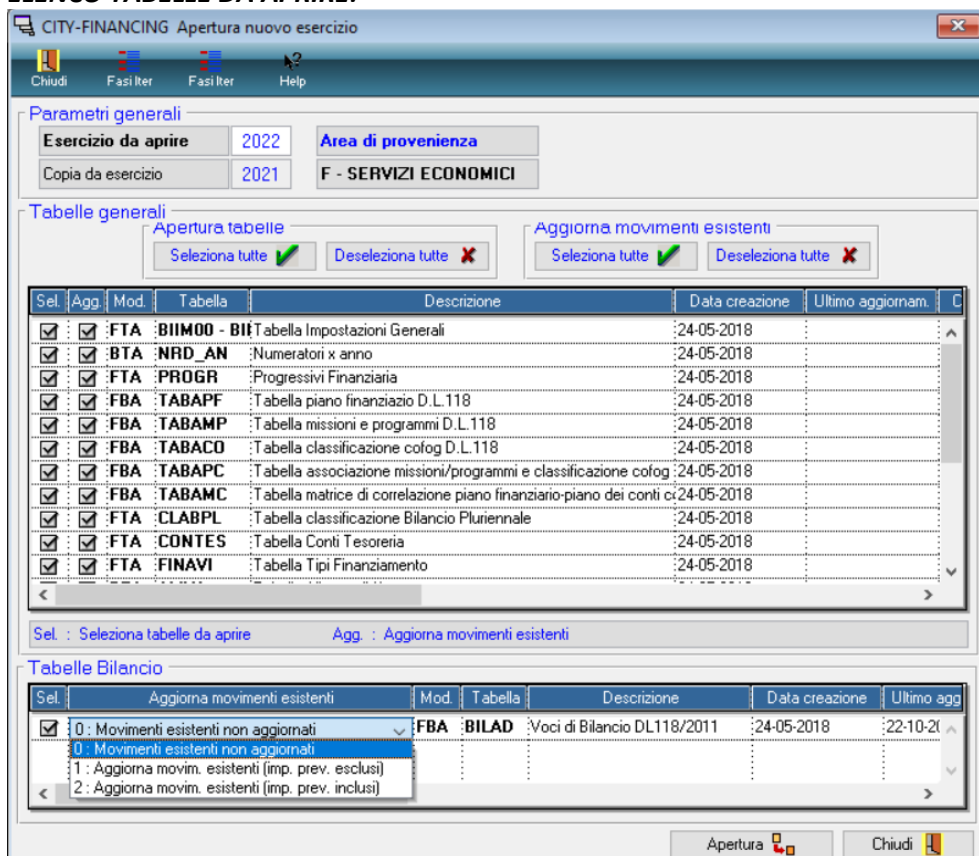 ELENCO TABELLE DA APRIRE:
CITY-FINANCING Apertura nuovo esercizio
Chiudi Fasi Iter Fasi Iter Help
Parametri generali
Esercizio da aprire 2022 Area di provenienza
Copia da esercizio 2021 F - SERVIZI ECONOMICI
Tabelle generali
Apertura tabelle Aggiorna movimenti esistenti
Seleziona tutte Deseleziona tutte Seleziona tutte Deseleziona tutte
Sel. Agg. Mod. Tabella Descrizione Data creazione Ultimo aggiornam. C
FTA BIIM00 - BII Tabella Impostazioni Generali 24-05-2018
BTA NRD_AN Numeratori x anno 24-05-2018
FTA PROGR Progressivi Finanziaria 24-05-2018
FBA TABAPF Tabella piano finanziazio D.L.118 24-05-2018
FBA TABAMP Tabella missioni e programmi D.L.118 24-05-2018
FBA TABACO Tabella classificazione cofog D.L.118 24-05-2018
FBA TABAPC Tabella associazione missioni/programmi e classificazione cofog 24-05-2018
FBA TABAMC Tabella matrice di correlazione piano finanziario-piano dei conti 24-05-2018
FTA CLABPL Tabella classificazione Bilancio Pluriennale 24-05-2018
FTA CONTES Tabella Conti Tesoreria 24-05-2018
FTA FINAVI Tabella Tipi Finanziamento 24-05-2018
Sel. : Seleziona tabelle da aprire Agg. : Aggiorna movimenti esistenti
Tabelle Bilancio
Sel. Aggiorna movimenti esistenti Mod. Tabella Descrizione Data creazione Ultimo agg
0 : Movimenti esistenti non aggiornati FBA BILAD Voci di Bilancio DL118/2011 24-05-2018 22-10-20
0 : Movimenti esistenti non aggiornati
1 : Aggiorna movim. esistenti (imp. prev. esclusi)
2 : Aggiorna movim. esistenti (imp. prev. inclusi)
Apertura Chiudi